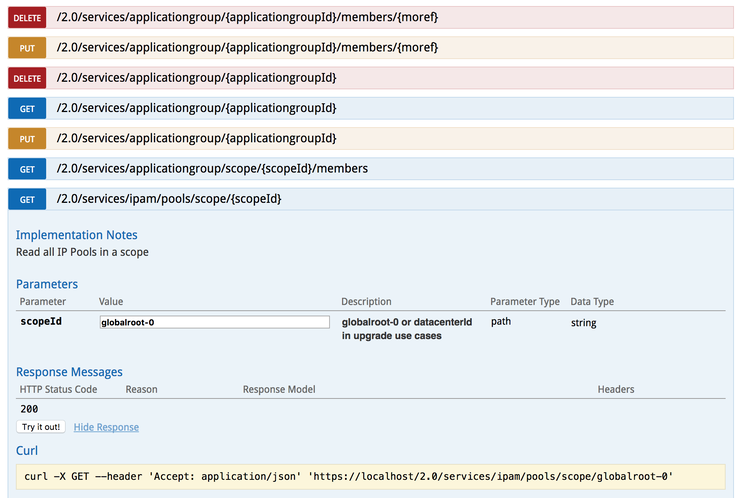 DELETE /2.0/services/applicationgroup/{applicationgroupId}/members/{moref}
PUT /2.0/services/applicationgroup/{applicationgroupId}/members/{moref}
DELETE /2.0/services/applicationgroup/{applicationgroupId}
GET /2.0/services/applicationgroup/{applicationgroupId}
PUT /2.0/services/applicationgroup/{applicationgroupId}
GET /2.0/services/applicationgroup/scope/{scopeId}/members
GET /2.0/services/ipam/pools/scope/{scopeId}
Implementation Notes
Read all IP Pools in a scope
Parameters
Parameter Value Description Parameter Type Data Type
scopeId globalroot-0 globalroot-0 or datacenterId path string
in upgrade use cases
Response Messages
HTTP Status Code Reason Response Model Headers
200
Try it out! Hide Response
Curl
curl -X GET --header 'Accept: application/json' 'https://localhost/2.0/services/ipam/pools/scope/globalroot-0'